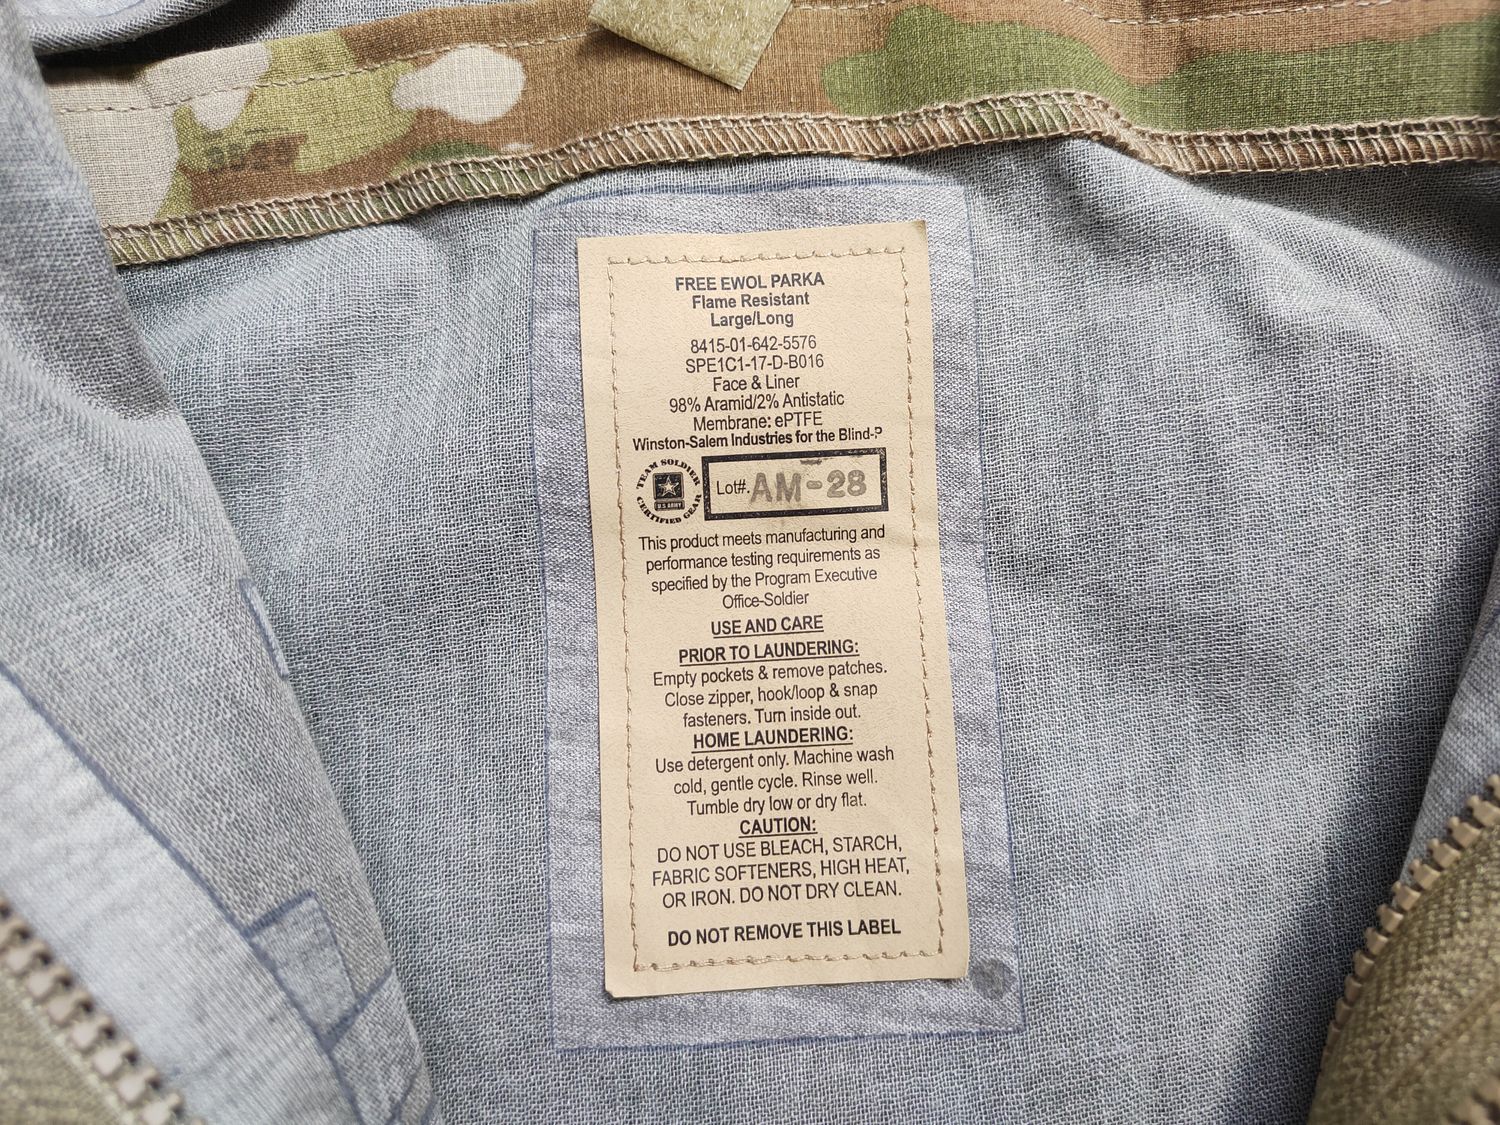 3529
FREE EWOL PARKA
Flame Resistant
Large/Long
8415-01-642-5576
SPE1C1-17-D-B016
Face & Liner
98% Aramid/2% Antistatic
Membrane: ePTFE
Winston-Salem Industries for the Blind-P
TEAM SOLDIER
U.S. ARMY
CERTIFIED GEAR
Lot#. AM-28
This product meets manufacturing and
performance testing requirements as
specified by the Program Executive
Office-Soldier
USE AND CARE
PRIOR TO LAUNDERING:
Empty pockets & remove patches.
Close zipper, hook/loop & snap
fasteners. Turn inside out.
HOME LAUNDERING:
Use detergent only. Machine wash
cold, gentle cycle. Rinse well.
Tumble dry low or dry flat.
CAUTION:
DO NOT USE BLEACH, STARCH,
FABRIC SOFTENERS, HIGH HEAT,
OR IRON. DO NOT DRY CLEAN.
DO NOT REMOVE THIS LABEL